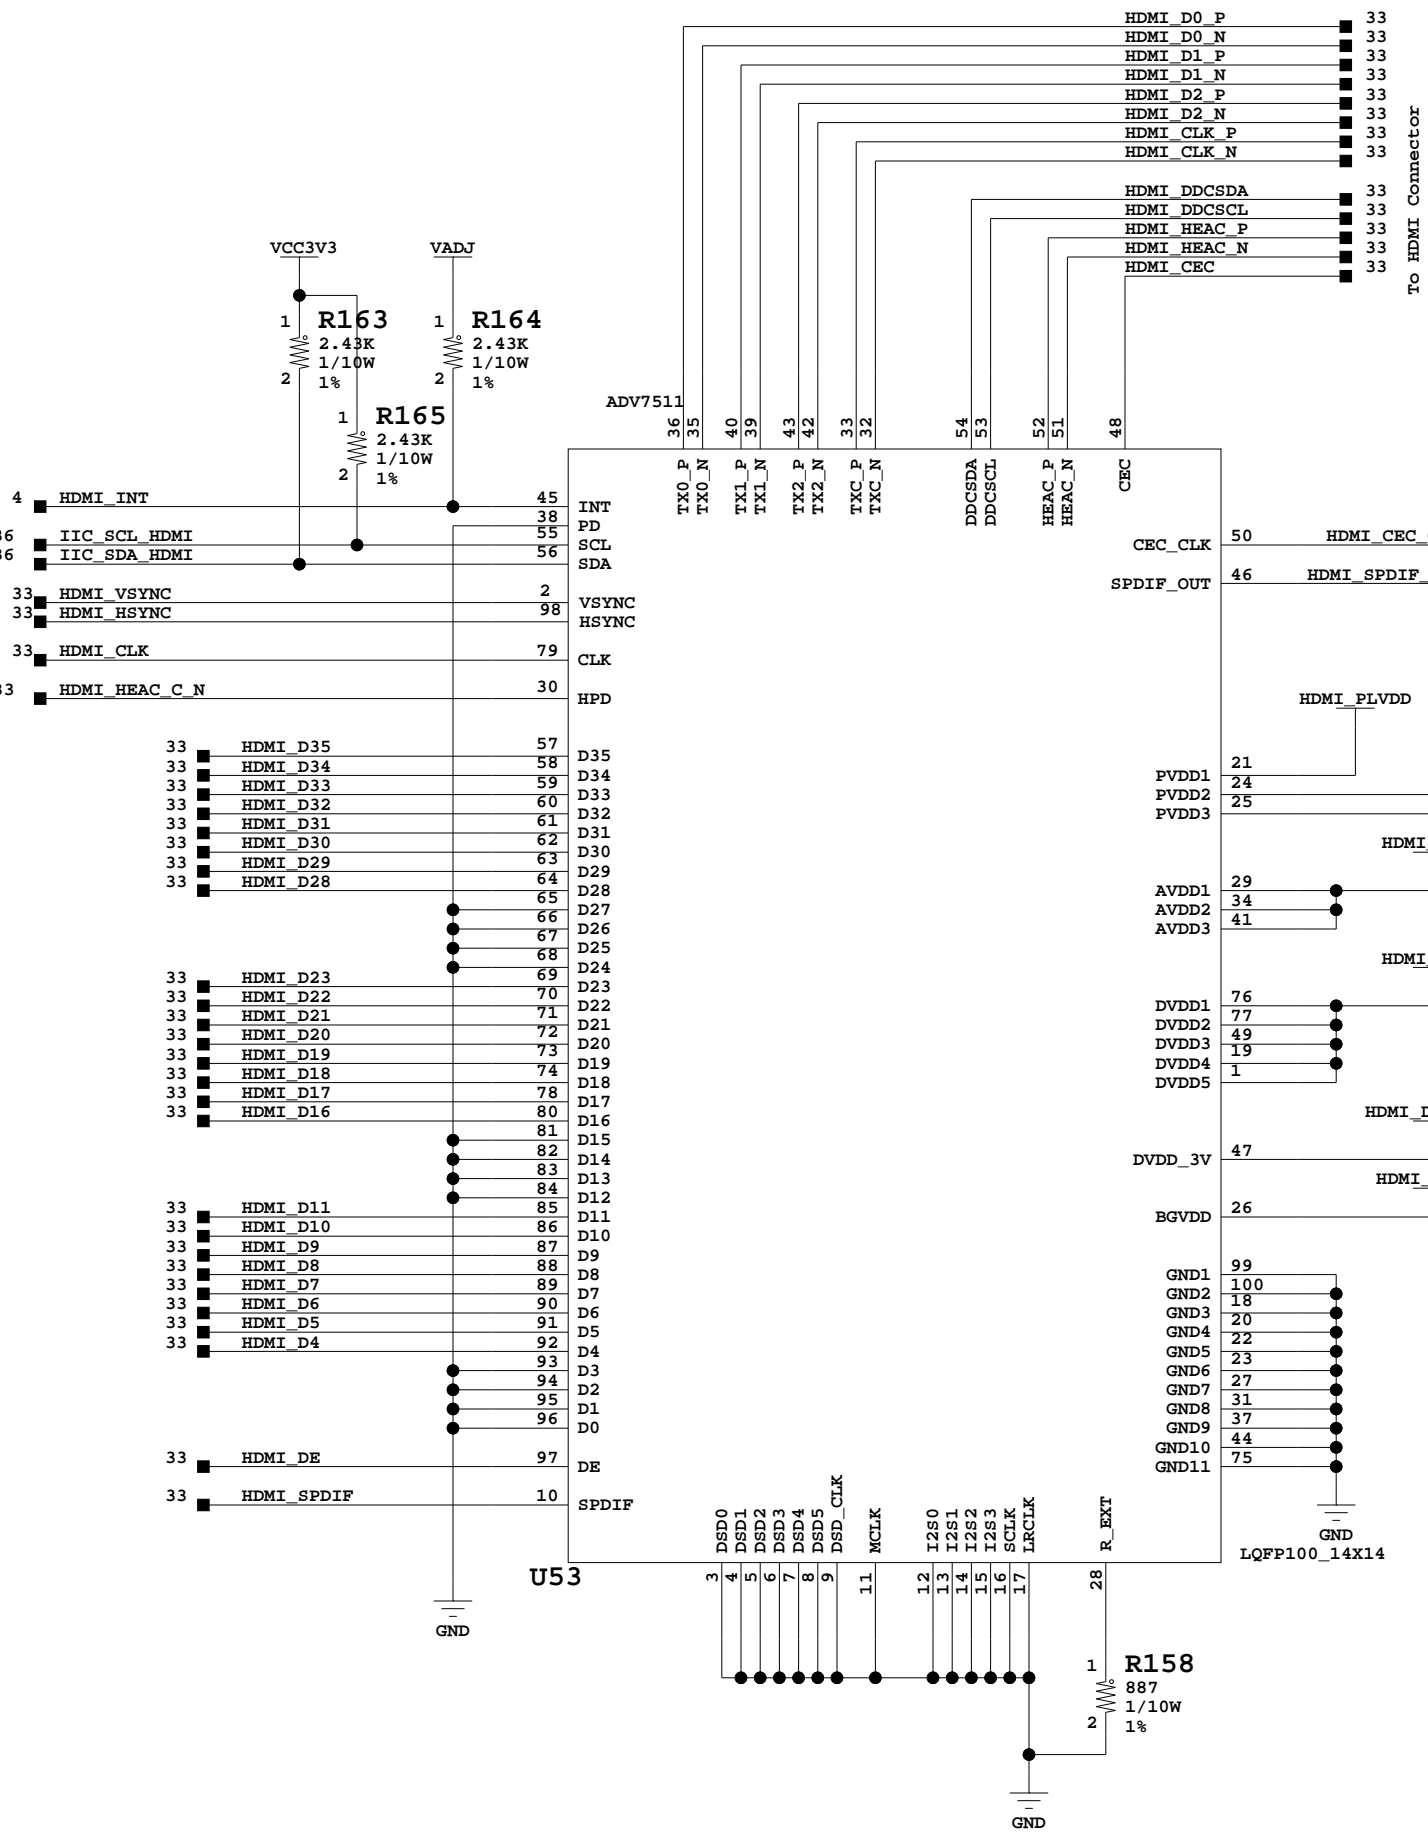 HDMI_D0_P 33
HDMI_D0_N 33
HDMI_D1_P 33
HDMI_D1_N 33
HDMI_D2_P 33
HDMI_D2_N 33
HDMI_CLK_P 33
HDMI_CLK_N 33
HDMI_DDCSDA 33
HDMI_DDCSCL 33
HDMI_HEAC_P 33
HDMI_HEAC_N 33
HDMI_CEC 33
To HDMI Connector
VCC3V3
VADJ
1 R163
2.43K
1/10W
2 1%
1 R164
2.43K
1/10W
2 1%
1 R165
2.43K
1/10W
2 1%
ADV7511
36 TX0_P
35 TX0_N
40 TX1_P
39 TX1_N
43 TX2_P
42 TX2_N
33 TXC_P
32 TXC_N
54 DDCSDA
53 DDCSCL
52 HEAC_P
51 HEAC_N
48 CEC
4 HDMI_INT 45 INT
38 PD
36 IIC_SCL_HDMI 55 SCL
36 IIC_SDA_HDMI 56 SDA
33 HDMI_VSYNC 2 VSYNC
33 HDMI_HSYNC 98 HSYNC
33 HDMI_CLK 79 CLK
33 HDMI_HEAC_C_N 30 HPD
33 HDMI_D35 57 D35
33 HDMI_D34 58 D34
33 HDMI_D33 59 D33
33 HDMI_D32 60 D32
33 HDMI_D31 61 D31
33 HDMI_D30 62 D30
33 HDMI_D29 63 D29
33 HDMI_D28 64 D28
65 D27
66 D26
67 D25
68 D24
33 HDMI_D23 69 D23
33 HDMI_D22 70 D22
33 HDMI_D21 71 D21
33 HDMI_D20 72 D20
33 HDMI_D19 73 D19
33 HDMI_D18 74 D18
33 HDMI_D17 78 D17
33 HDMI_D16 80 D16
81 D15
82 D14
83 D13
84 D12
33 HDMI_D11 85 D11
33 HDMI_D10 86 D10
33 HDMI_D9 87 D9
33 HDMI_D8 88 D8
33 HDMI_D7 89 D7
33 HDMI_D6 90 D6
33 HDMI_D5 91 D5
33 HDMI_D4 92 D4
93 D3
94 D2
95 D1
96 D0
33 HDMI_DE 97 DE
33 HDMI_SPDIF 10 SPDIF
GND
U53
CEC_CLK 50 HDMI_CEC_
SPDIF_OUT 46 HDMI_SPDIF_
HDMI_PLVDD
PVDD1 21
PVDD2 24
PVDD3 25
HDMI_
AVDD1 29
AVDD2 34
AVDD3 41
HDMI_
DVDD1 76
DVDD2 77
DVDD3 49
DVDD4 19
DVDD5 1
HDMI_D
DVDD_3V 47
HDMI_
BGVDD 26
GND1 99
GND2 100
GND3 18
GND4 20
GND5 22
GND6 23
GND7 27
GND8 31
GND9 37
GND10 44
GND11 75
GND
LQFP100_14X14
DSD0 3
DSD1 4
DSD2 5
DSD3 6
DSD4 7
DSD5 8
DSD_CLK 9
MCLK 11
I2S0 12
I2S1 13
I2S2 14
I2S3 15
SCLK 16
LRCLK 17
R_EXT 28
1 R158
887
1/10W
2 1%
GND